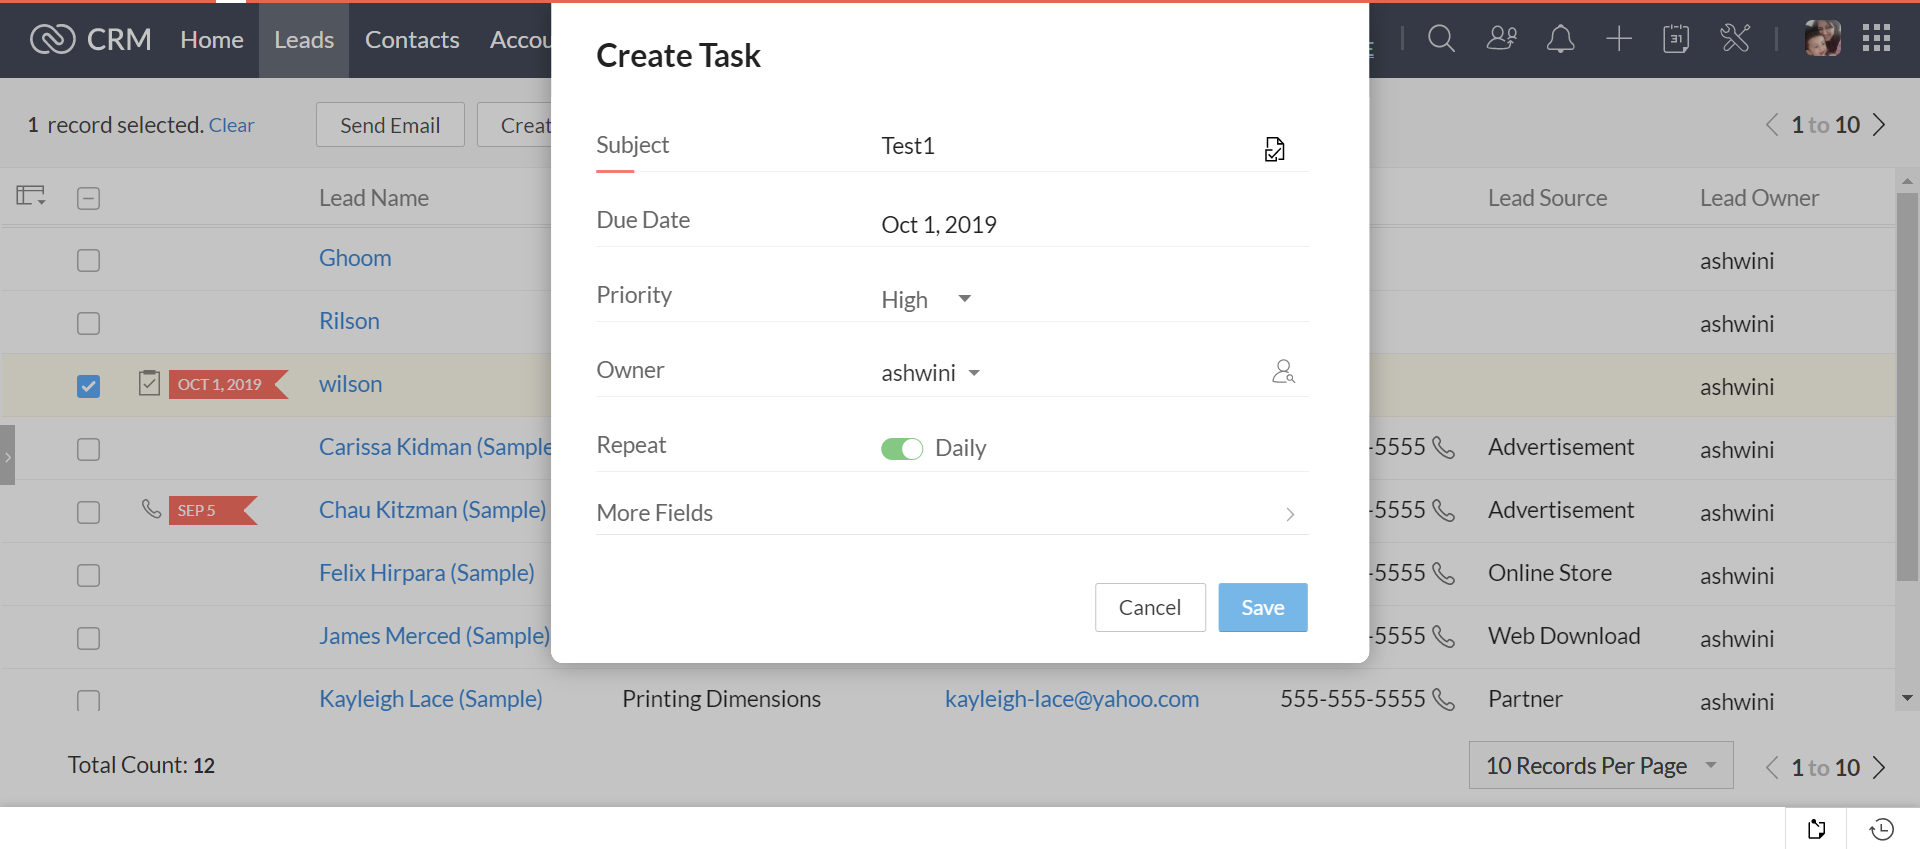 CRM Home Leads Contacts Accou
31
Create Task
1 record selected. Clear Send Email Creat
1 to 10
Subject Test1
Due Date Oct 1, 2019
Priority High
Owner ashwini
Repeat Daily
More Fields
Cancel Save
Lead Name Lead Source Lead Owner
Ghoom ashwini
Rilson ashwini
OCT 1, 2019 wilson ashwini
Carissa Kidman (Sample -5555 Advertisement ashwini
SEP 5 Chau Kitzman (Sample) -5555 Advertisement ashwini
Felix Hirpara (Sample) -5555 Online Store ashwini
James Merced (Sample) -5555 Web Download ashwini
Kayleigh Lace (Sample) Printing Dimensions kayleigh-lace@yahoo.com 555-555-5555 Partner ashwini
Total Count: 12 10 Records Per Page 1 to 10